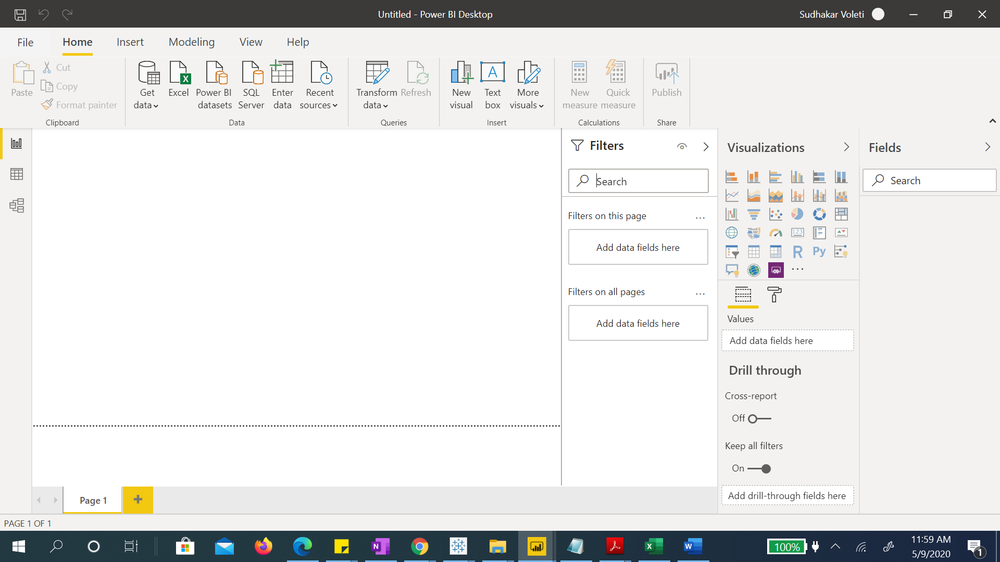 Untitled - Power BI Desktop
Sudhakar Voleti
File
Home
Insert
Modeling
View
Help
Paste
Cut
Copy
Format painter
Clipboard
Get
data
Excel
Power BI
datasets
SQL
Server
Enter
data
Recent
sources
Data
Transform
data
Refresh
Queries
New
visual
A
Text
box
More
visuals
Insert
New
measure
Quick
measure
Calculations
Publish
Share
Filters
Search
Filters on this page
...
Add data fields here
Filters on all pages
...
Add data fields here
Visualizations
123
R
Py
...
Values
Add data fields here
Drill through
Cross-report
Off
Keep all filters
On
Add drill-through fields here
Fields
Search
Page 1
+
PAGE 1 OF 1
N
X
W
100%
11:59 AM
5/9/2020
1